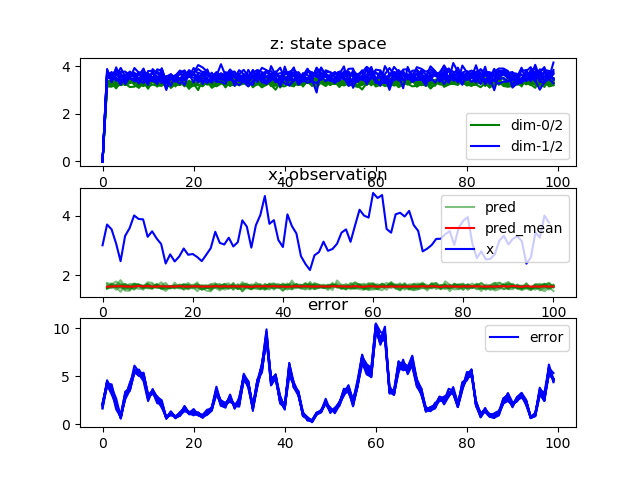 z: state space
4
2
0
dim-0/2
dim-1/2
0 20 40 60 80 100
x: observation
4
2
pred
pred_mean
x
0 20 40 60 80 100
error
10
5
0
error
0 20 40 60 80 100